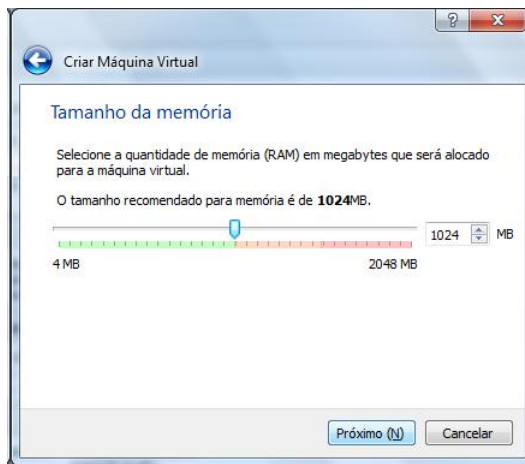 Criar Máquina Virtual
Tamanho da memória
Selecione a quantidade de memória (RAM) em megabytes que será alocado
para a máquina virtual.
O tamanho recomendado para memória é de 1024MB.
1024 MB
4 MB 2048 MB
Próximo (N) Cancelar